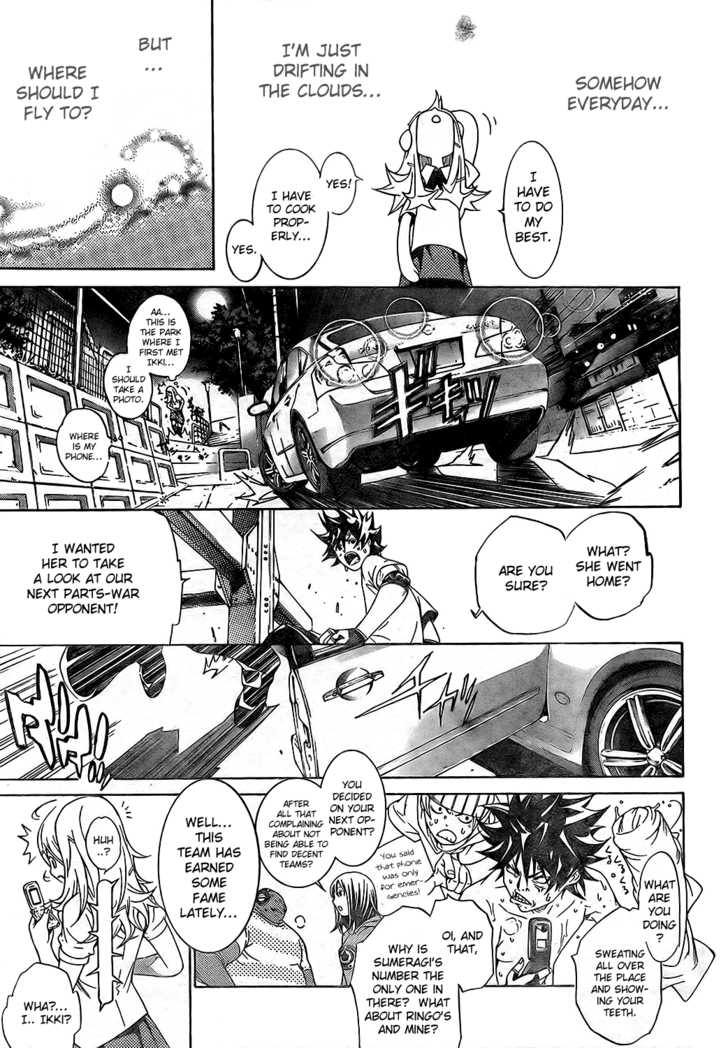 SOMEHOW
EVERYDAY...
I'M JUST
DRIFTING IN
THE CLOUDS...
BUT
...
WHERE
SHOULD I
FLY TO?
I
HAVE
TO DO
MY
BEST.
YES!
I HAVE
TO COOK
PROP-
ERLY...
YES.
AA...
THIS IS
THE PARK
WHERE I
FIRST MET
IKKI...
I
SHOULD
TAKE A
PHOTO.
WHERE
IS MY
PHONE...
WHAT?
SHE WENT
HOME?
ARE YOU
SURE?
I WANTED
HER TO TAKE
A LOOK AT OUR
NEXT PARTS-WAR
OPPONENT!
WHAT
ARE
YOU
DOING?
SWEATING
ALL OVER
THE PLACE
AND SHOW-
ING YOUR
TEETH.
You said
that phone
was only
for emer-
gencies!
OI, AND
THAT,
WHY IS
SUMERAGI'S
NUMBER THE
ONLY ONE IN
THERE? WHAT
ABOUT RINGO'S
AND MINE?
YOU
DECIDED
ON YOUR
NEXT OP-
PONENT?
AFTER
ALL THAT
COMPLAINING
ABOUT NOT
BEING ABLE TO
FIND DECENT
TEAMS?
WELL...
THIS
TEAM HAS
EARNED
SOME
FAME
LATELY...
HUH
..?
WHA?...
I.. IKKI?